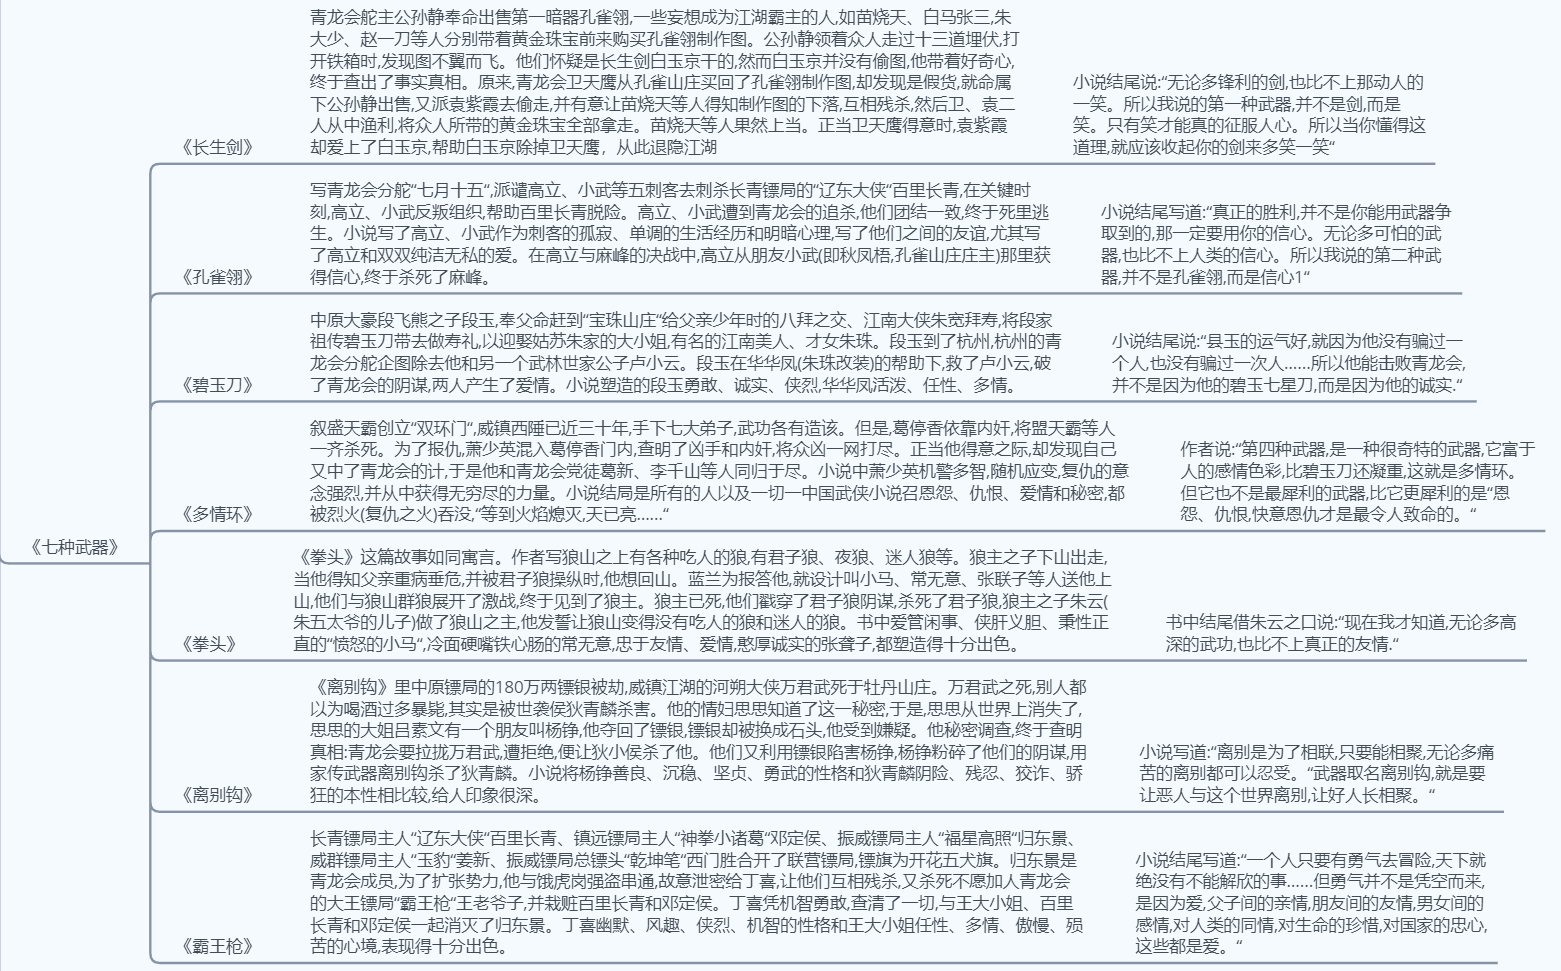 《七种武器》
《长生剑》
青龙会舵主公孙静奉命出售第一暗器孔雀翎,一些妄想成为江湖霸主的人,如苗烧天、白马张三,朱
大少、赵一刀等人分别带着黄金珠宝前来购买孔雀翎制作图。公孙静领着众人走过十三道埋伏,打
开铁箱时,发现图不翼而飞。他们怀疑是长生剑白玉京干的,然而白玉京并没有偷图,他带着好奇心,
终于查出了事实真相。原来,青龙会卫天鹰从孔雀山庄买回了孔雀翎制作图,却发现是假货,就命属
下公孙静出售,又派袁紫霞去偷走,并有意让苗烧天等人得知制作图的下落,互相残杀,然后卫、袁二
人从中渔利,将众人所带的黄金珠宝全部拿走。苗烧天等人果然上当。正当卫天鹰得意时,袁紫霞
却爱上了白玉京,帮助白玉京除掉卫天鹰，从此退隐江湖
小说结尾说:“无论多锋利的剑,也比不上那动人的
一笑。所以我说的第一种武器,并不是剑,而是
笑。只有笑才能真的征服人心。所以当你懂得这
道理,就应该收起你的剑来多笑一笑“
《孔雀翎》
写青龙会分舵“七月十五“,派谴高立、小武等五刺客去刺杀长青镖局的“辽东大侠“百里长青,在关键时
刻,高立、小武反叛组织,帮助百里长青脱险。高立、小武遭到青龙会的追杀,他们团结一致,终于死里逃
生。小说写了高立、小武作为刺客的孤寂、单调的生活经历和明暗心理,写了他们之间的友谊,尤其写
了高立和双双纯洁无私的爱。在高立与麻峰的决战中,高立从朋友小武(即秋凤梧,孔雀山庄庄主)那里获
得信心,终于杀死了麻峰。
小说结尾写道:“真正的胜利,并不是你能用武器争
取到的,那一定要用你的信心。无论多可怕的武
器,也比不上人类的信心。所以我说的第二种武
器,并不是孔雀翎,而是信心1“
《碧玉刀》
中原大豪段飞熊之子段玉,奉父命赶到“宝珠山庄“给父亲少年时的八拜之交、江南大侠朱宽拜寿,将段家
祖传碧玉刀带去做寿礼,以迎娶姑苏朱家的大小姐,有名的江南美人、才女朱珠。段玉到了杭州,杭州的青
龙会分舵企图除去他和另一个武林世家公子卢小云。段玉在华华凤(朱珠改装)的帮助下,救了卢小云,破
了青龙会的阴谋,两人产生了爱情。小说塑造的段玉勇敢、诚实、侠烈,华华凤活泼、任性、多情。
小说结尾说:“县玉的运气好,就因为他没有骗过一
个人,也没有骗过一次人……所以他能击败青龙会,
并不是因为他的碧玉七星刀,而是因为他的诚实.“
《多情环》
叙盛天霸创立“双环门“,威镇西陲已近三十年,手下七大弟子,武功各有造该。但是,葛停香依靠内奸,将盟天霸等人
一齐杀死。为了报仇,萧少英混入葛停香门内,查明了凶手和内奸,将众凶一网打尽。正当他得意之际,却发现自己
又中了青龙会的计,于是他和青龙会党徒葛新、李千山等人同归于尽。小说中萧少英机警多智,随机应变,复仇的意
念强烈,并从中获得无穷尽的力量。小说结局是所有的人以及一切一中国武侠小说召恩怨、仇恨、爱情和秘密,都
被烈火(复仇之火)吞没,“等到火焰熄灭,天已亮……“
作者说:“第四种武器,是一种很奇特的武器,它富于
人的感情色彩,比碧玉刀还凝重,这就是多情环。
但它也不是最犀利的武器,比它更犀利的是“恩
怨、仇恨,快意恩仇才是最令人致命的。“
《拳头》
《拳头》这篇故事如同寓言。作者写狼山之上有各种吃人的狼,有君子狼、夜狼、迷人狼等。狼主之子下山出走,
当他得知父亲重病垂危,并被君子狼操纵时,他想回山。蓝兰为报答他,就设计叫小马、常无意、张联子等人送他上
山,他们与狼山群狼展开了激战,终于见到了狼主。狼主已死,他们戳穿了君子狼阴谋,杀死了君子狼,狼主之子朱云(
朱五太爷的儿子)做了狼山之主,他发誓让狼山变得没有吃人的狼和迷人的狼。书中爱管闲事、侠肝义胆、秉性正
直的“愤怒的小马“,冷面硬嘴铁心肠的常无意,忠于友情、爱情,憨厚诚实的张聋子,都塑造得十分出色。
书中结尾借朱云之口说:“现在我才知道,无论多高
深的武功,也比不上真正的友情.“
《离别钩》
《离别钩》里中原镖局的180万两镖银被劫,威镇江湖的河朔大侠万君武死于牡丹山庄。万君武之死,别人都
以为喝酒过多暴毙,其实是被世袭侯狄青麟杀害。他的情妇思思知道了这一秘密,于是,思思从世界上消失了,
思思的大姐吕素文有一个朋友叫杨铮,他夺回了镖银,镖银却被换成石头,他受到嫌疑。他秘密调查,终于查明
真相:青龙会要拉拢万君武,遭拒绝,便让狄小侯杀了他。他们又利用镖银陷害杨铮,杨铮粉碎了他们的阴谋,用
家传武器离别钩杀了狄青麟。小说将杨铮善良、沉稳、坚贞、勇武的性格和狄青麟阴险、残忍、狡诈、骄
狂的本性相比较,给人印象很深。
小说写道:“离别是为了相联,只要能相聚,无论多痛
苦的离别都可以忍受。“武器取名离别钩,就是要
让恶人与这个世界离别,让好人长相聚。“
《霸王枪》
长青镖局主人“辽东大侠“百里长青、镇远镖局主人“神拳小诸葛“邓定侯、振威镖局主人“福星高照“归东景、
威群镖局主人“玉豹“姜新、振威镖局总镖头“乾坤笔“西门胜合开了联营镖局,镖旗为开花五犬旗。归东景是
青龙会成员,为了扩张势力,他与饿虎岗强盗串通,故意泄密给丁喜,让他们互相残杀,又杀死不愿加人青龙会
的大王镖局“霸王枪“王老爷子,并栽赃百里长青和邓定侯。丁喜凭机智勇敢,查清了一切,与王大小姐、百里
长青和邓定侯一起消灭了归东景。丁喜幽默、风趣、侠烈、机智的性格和王大小姐任性、多情、傲慢、殒
苦的心境,表现得十分出色。
小说结尾写道:“一个人只要有勇气去冒险,天下就
绝没有不能解欣的事……但勇气并不是凭空而来,
是因为爱,父子间的亲情,朋友间的友情,男女间的
感情,对人类的同情,对生命的珍惜,对国家的忠心,
这些都是爱。“